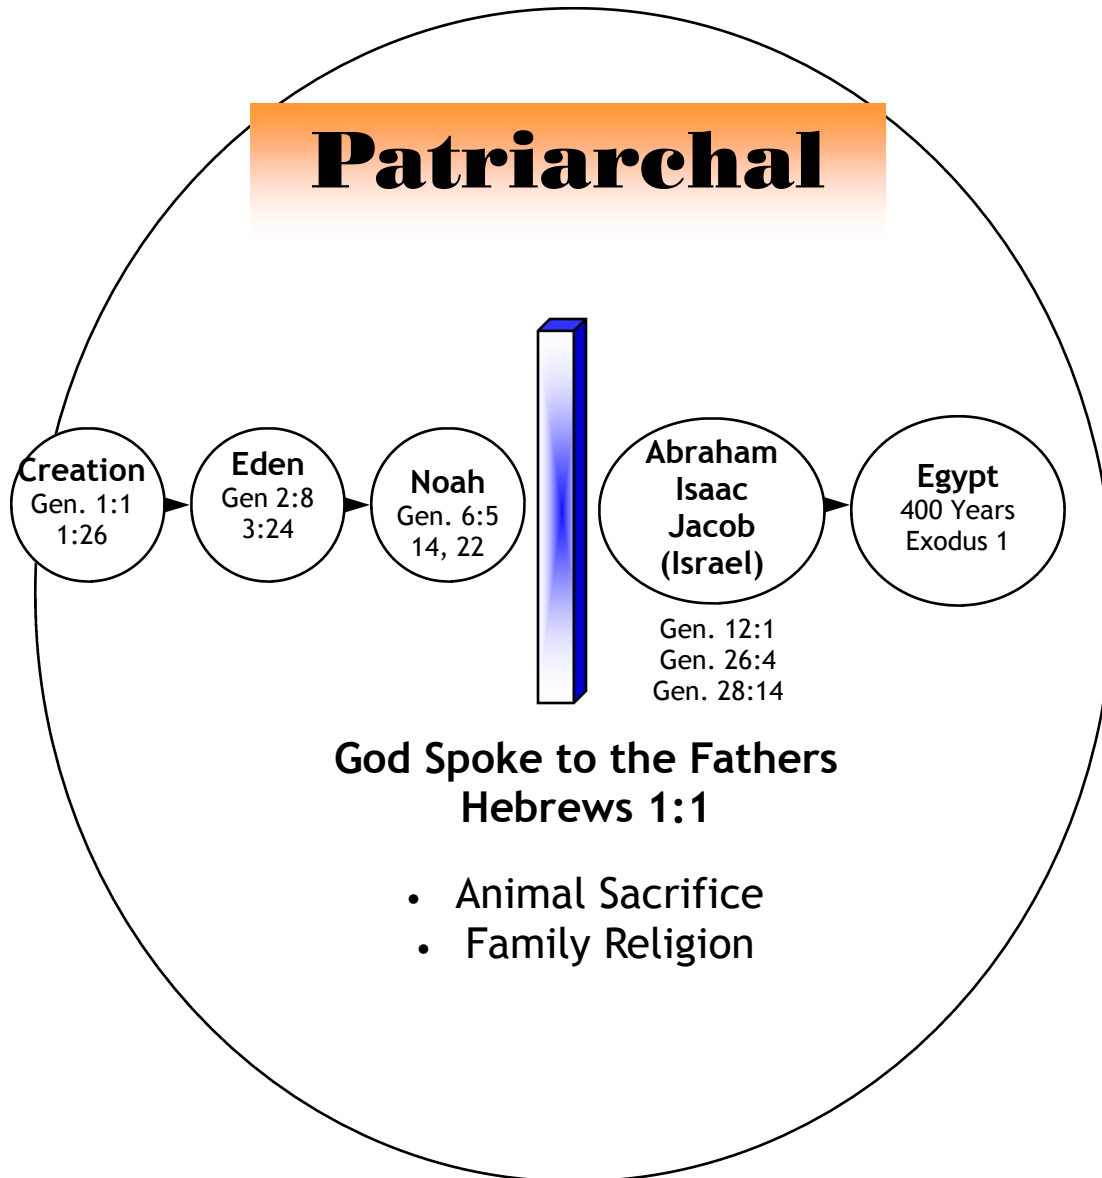 Patriarchal
Creation
Gen. 1:1
1:26
Eden
Gen 2:8
3:24
Noah
Gen. 6:5
14, 22
Abraham
Isaac
Jacob
(Israel)
Gen. 12:1
Gen. 26:4
Gen. 28:14
Egypt
400 Years
Exodus 1
God Spoke to the Fathers
Hebrews 1:1
• Animal Sacrifice
• Family Religion